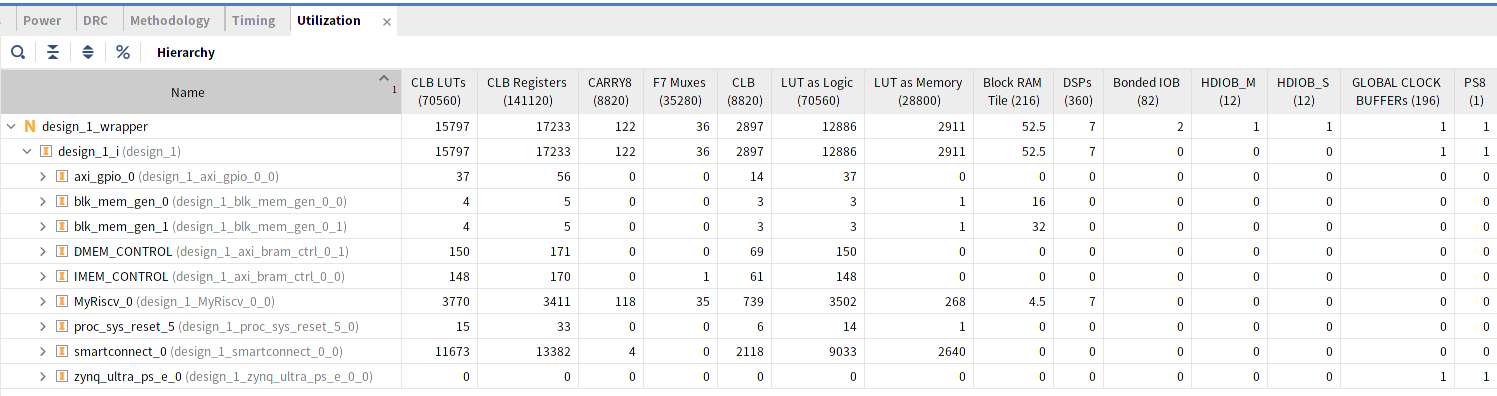 s Power DRC Methodology Timing Utilization ×
% Hierarchy
Name 1 CLB LUTs (70560) CLB Registers (141120) CARRY8 (8820) F7 Muxes (35280) CLB (8820) LUT as Logic (70560) LUT as Memory (28800) Block RAM Tile (216) DSPs (360) Bonded IOB (82) HDIOB_M (12) HDIOB_S (12) GLOBAL CLOCK BUFFERs (196) PS8 (1)
N design_1_wrapper 15797 17233 122 36 2897 12886 2911 52.5 7 2 1 1 1 1
I design_1_i (design_1) 15797 17233 122 36 2897 12886 2911 52.5 7 0 0 0 1 1
I axi_gpio_0 (design_1_axi_gpio_0_0) 37 56 0 0 14 37 0 0 0 0 0 0 0 0
I blk_mem_gen_0 (design_1_blk_mem_gen_0_0) 4 5 0 0 3 3 1 16 0 0 0 0 0 0
I blk_mem_gen_1 (design_1_blk_mem_gen_0_1) 4 5 0 0 3 3 1 32 0 0 0 0 0 0
I DMEM_CONTROL (design_1_axi_bram_ctrl_0_1) 150 171 0 0 69 150 0 0 0 0 0 0 0 0
I IMEM_CONTROL (design_1_axi_bram_ctrl_0_0) 148 170 0 1 61 148 0 0 0 0 0 0 0 0
I MyRiscv_0 (design_1_MyRiscv_0_0) 3770 3411 118 35 739 3502 268 4.5 7 0 0 0 0 0
I proc_sys_reset_5 (design_1_proc_sys_reset_5_0) 15 33 0 0 6 14 1 0 0 0 0 0 0 0
I smartconnect_0 (design_1_smartconnect_0_0) 11673 13382 4 0 2118 9033 2640 0 0 0 0 0 0 0
I zynq_ultra_ps_e_0 (design_1_zynq_ultra_ps_e_0_0) 0 0 0 0 0 0 0 0 0 0 0 0 1 1